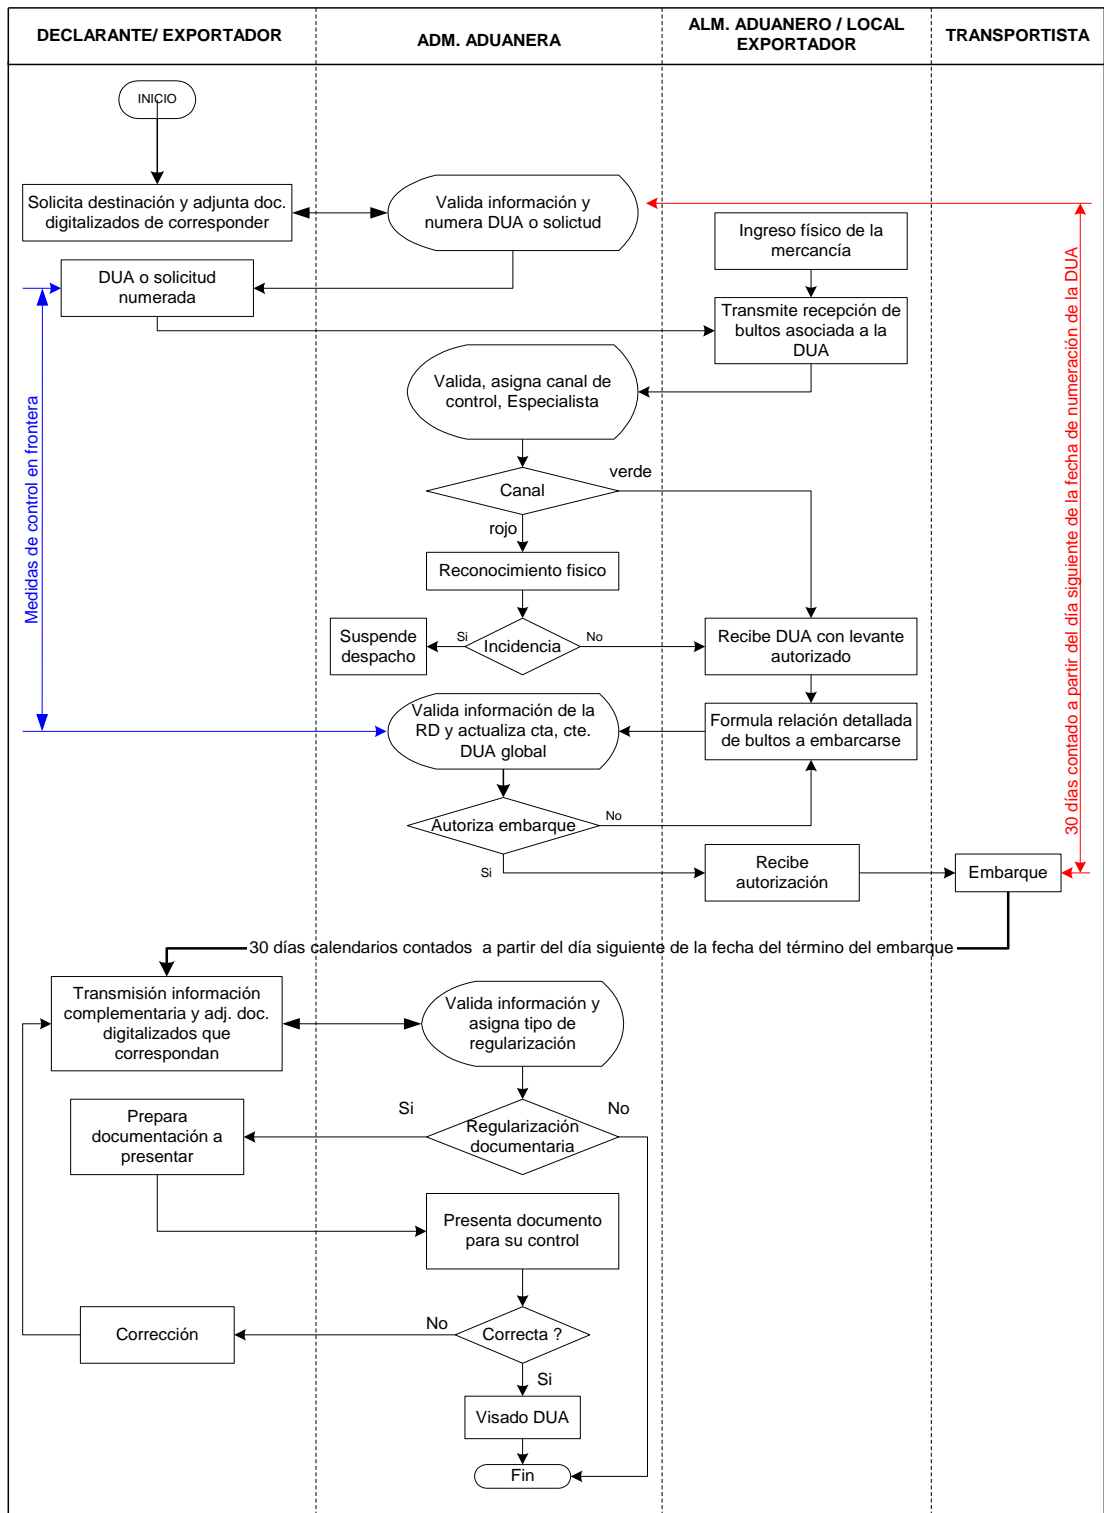 DECLARANTE/ EXPORTADOR
ADM. ADUANERA
ALM. ADUANERO / LOCAL
EXPORTADOR
TRANSPORTISTA
INICIO
Solicita destinación y adjunta doc.
digitalizados de corresponder
Valida información y
numera DUA o solictud
Ingreso físico de la
mercancía
DUA o solicitud
numerada
Transmite recepción de
bultos asociada a la
DUA
Valida, asigna canal de
control, Especialista
verde
Canal
rojo
Reconocimiento fisico
Suspende
despacho
Si
Incidencia
No
Recibe DUA con levante
autorizado
Medidas de control en frontera
30 días contado a partir del día siguiente de la fecha de numeración de la DUA
Valida información de la
RD y actualiza cta, cte.
DUA global
Formula relación detallada
de bultos a embarcarse
Autoriza embarque
No
Si
Recibe
autorización
Embarque
30 días calendarios contados  a partir del día siguiente de la fecha del término del embarque
Transmisión información
complementaria y adj. doc.
digitalizados que
correspondan
Valida información y
asigna tipo de
regularización
Si
No
Prepara
documentación a
presentar
Regularización
documentaria
Presenta documento
para su control
Corrección
No
Correcta ?
Si
Visado DUA
Fin